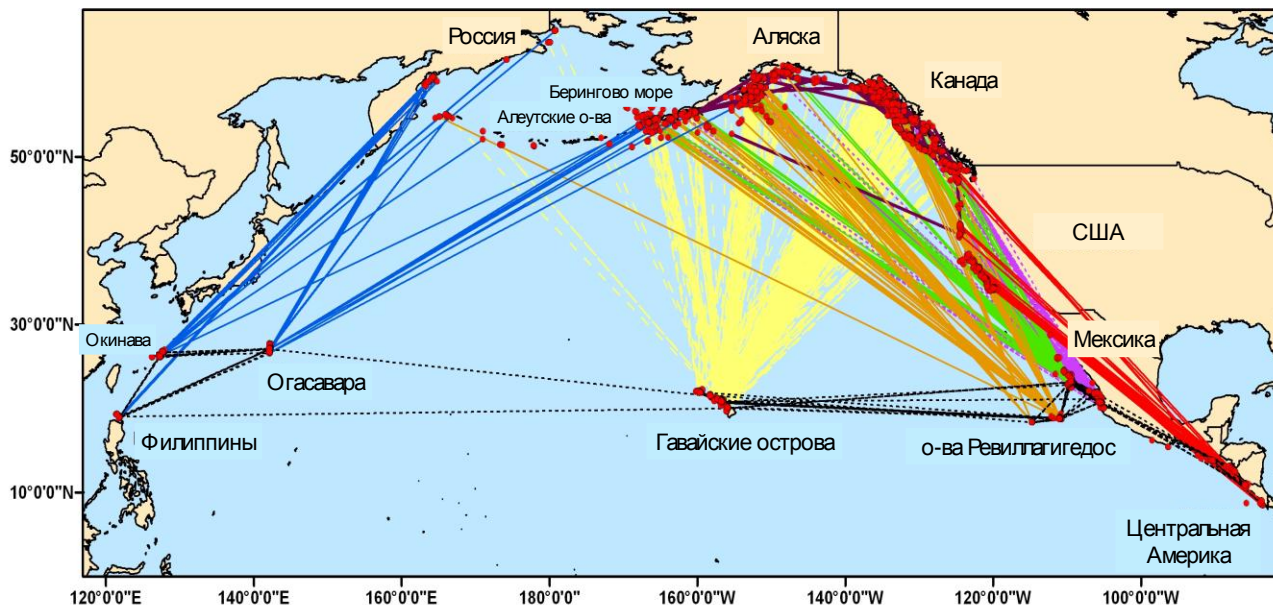 Россия
Аляска
Канада
Берингово море
Алеутские о-ва
50°0'0"N
США
30°0'0"N
Окинава
Мексика
Огасавара
Филиппины
Гавайские острова
о-ва Ревиллагигедос
10°0'0"N
Центральная
Америка
120°0'0"E
140°0'0"E
160°0'0"E
180°0'0"
160°0'0"W
140°0'0"W
120°0'0"W
100°0'0"W